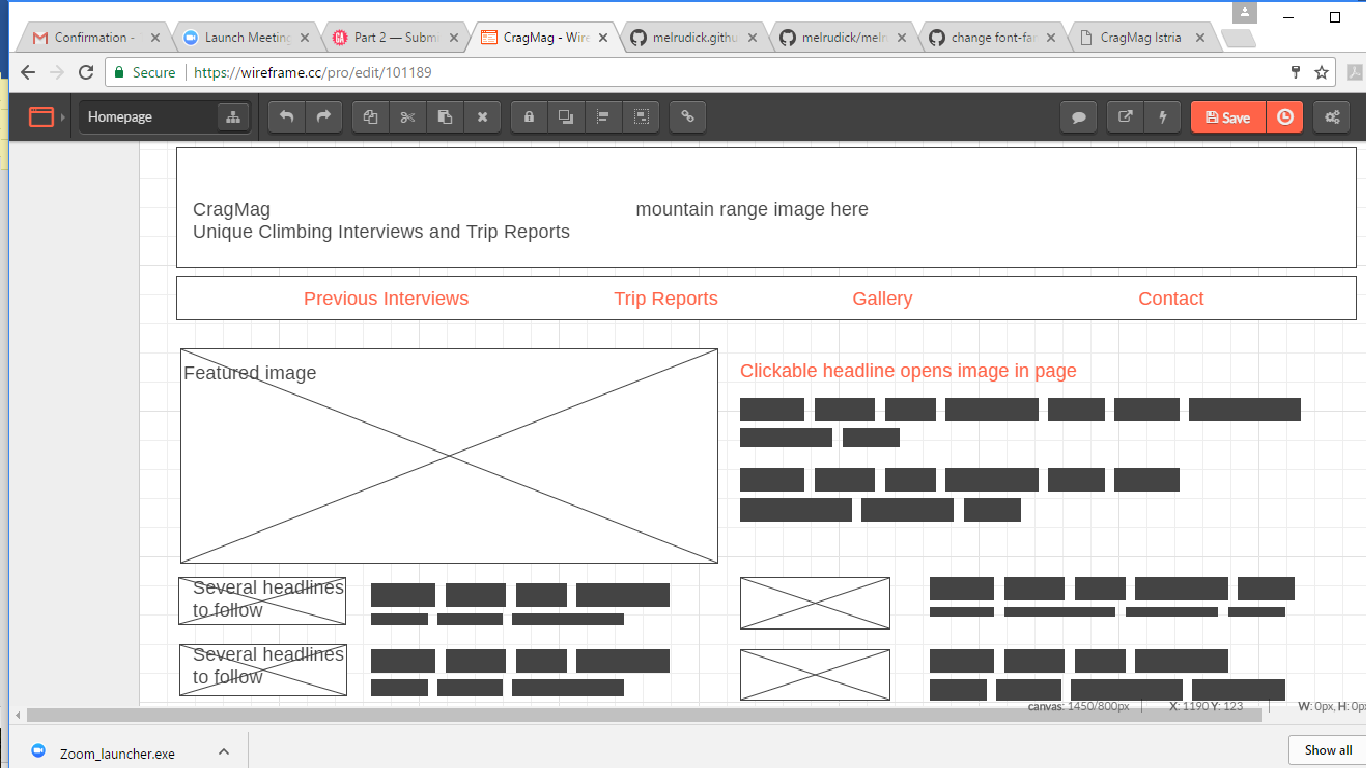 Confirmation -
Launch Meeting
Part 2 — Submi
CragMag - Wire
melrudick.githu
melrudick/melr
change font-fam
CragMag Istria
Secure
https://wireframe.cc/pro/edit/101189
Homepage
Save
CragMag
mountain range image here
Unique Climbing Interviews and Trip Reports
Previous Interviews
Trip Reports
Gallery
Contact
Featured image
Clickable headline opens image in page
Several headlines
to follow
Several headlines
to follow
canvas: 1450/800px
X: 1190 Y: 123
W: 0px, H: 0px
Zoom_launcher.exe
Show all